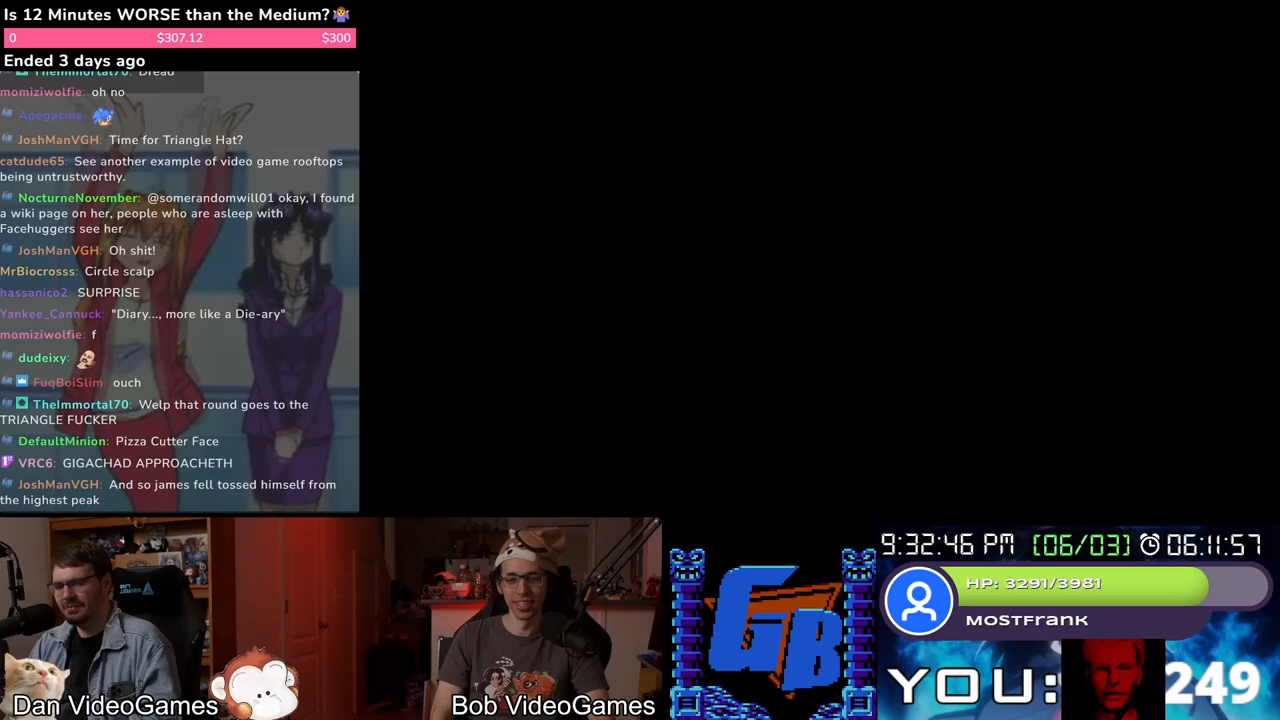 Is 12 Minutes WORSE than the Medium?🤷
0 $307.12 $300
Ended 3 days ago
TheImmortal70: Dread
momiziwolfie: oh no
Apegacine
JoshManVGH: Time for Triangle Hat?
catdude65: See another example of video game rooftops
being untrustworthy.
NocturneNovember: @somerandomwill01 okay, I found
a wiki page on her, people who are asleep with
Facehuggers see her
JoshManVGH: Oh shit!
MrBiocrosss: Circle scalp
hassanico2: SURPRISE
Yankee_Cannuck: "Diary..., more like a Die-ary"
momiziwolfie: f
dudeixy:
FuqBoiSlim: ouch
TheImmortal70: Welp that round goes to the
TRIANGLE FUCKER
DefaultMinion: Pizza Cutter Face
VRC6: GIGACHAD APPROACHETH
JoshManVGH: And so james fell tossed himself from
the highest peak
Dan VideoGames
Bob VideoGames
GB
9:32:46 PM [06/03] 06:11:57
HP: 3291/3981
MOSTFRANK
YOU: 249